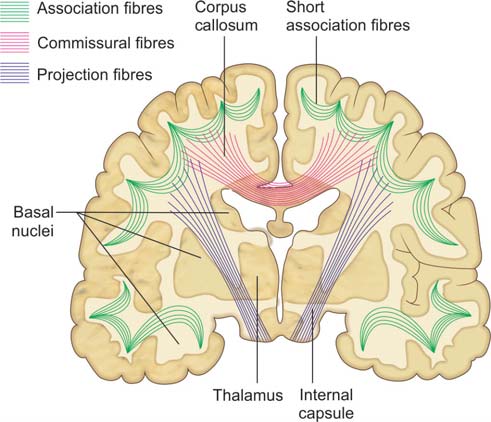 Association fibres
Commissural fibres
Projection fibres
Corpus
callosum
Short
association fibres
Basal
nuclei
Thalamus
Internal
capsule